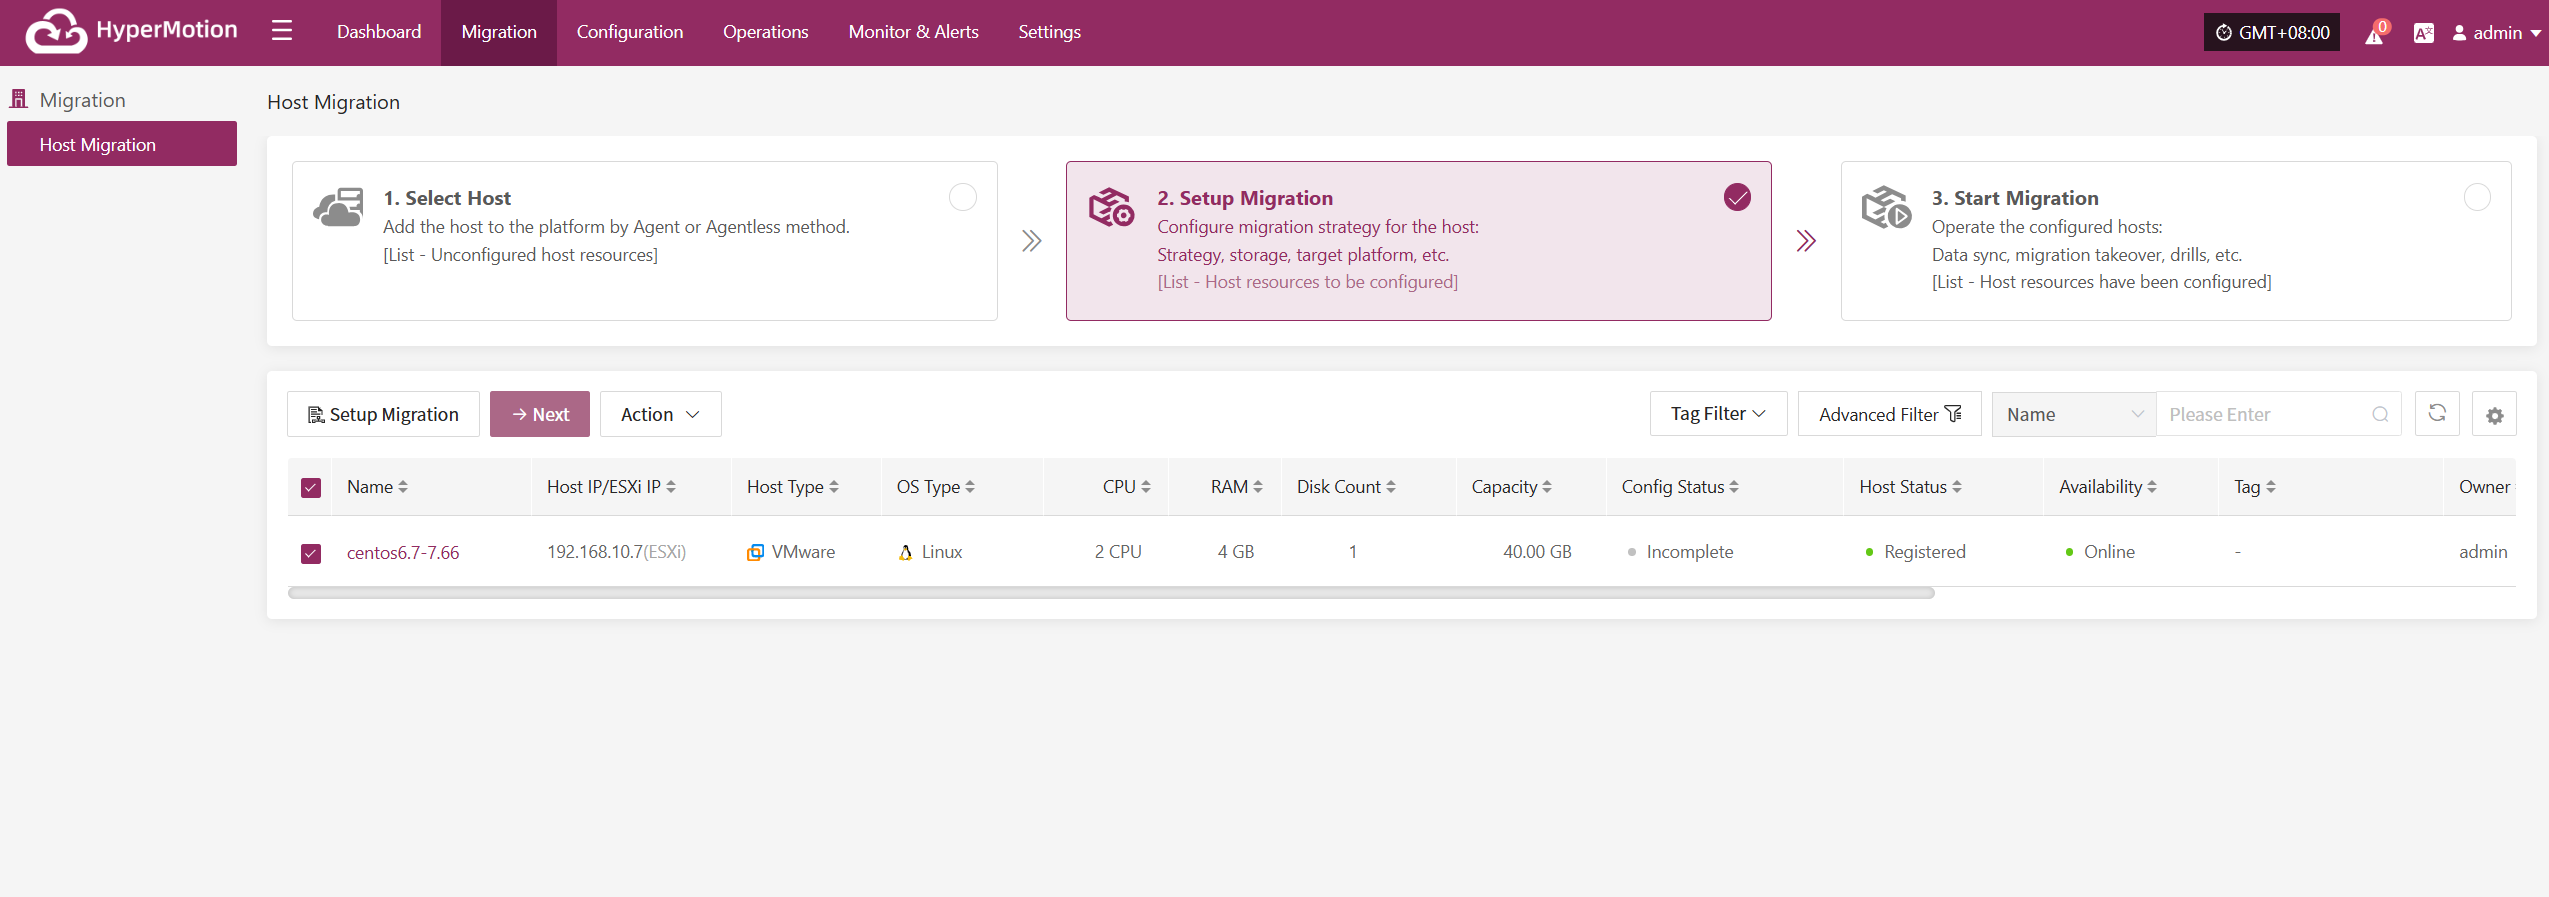 HyperMotion
Dashboard
Migration
Configuration
Operations
Monitor & Alerts
Settings
GMT+08:00
0
admin
Migration
Host Migration
Host Migration
1. Select Host
Add the host to the platform by Agent or Agentless method.
[List - Unconfigured host resources]
2. Setup Migration
Configure migration strategy for the host:
Strategy, storage, target platform, etc.
[List - Host resources to be configured]
3. Start Migration
Operate the configured hosts:
Data sync, migration takeover, drills, etc.
[List - Host resources have been configured]
Setup Migration
Next
Action
Tag Filter
Advanced Filter
Name
Please Enter
Name Host IP/ESXi IP Host Type OS Type CPU RAM Disk Count Capacity Config Status Host Status Availability Tag Owner
centos6.7-7.66 192.168.10.7(ESXi) VMware Linux 2 CPU 4 GB 1 40.00 GB Incomplete Registered Online - admin